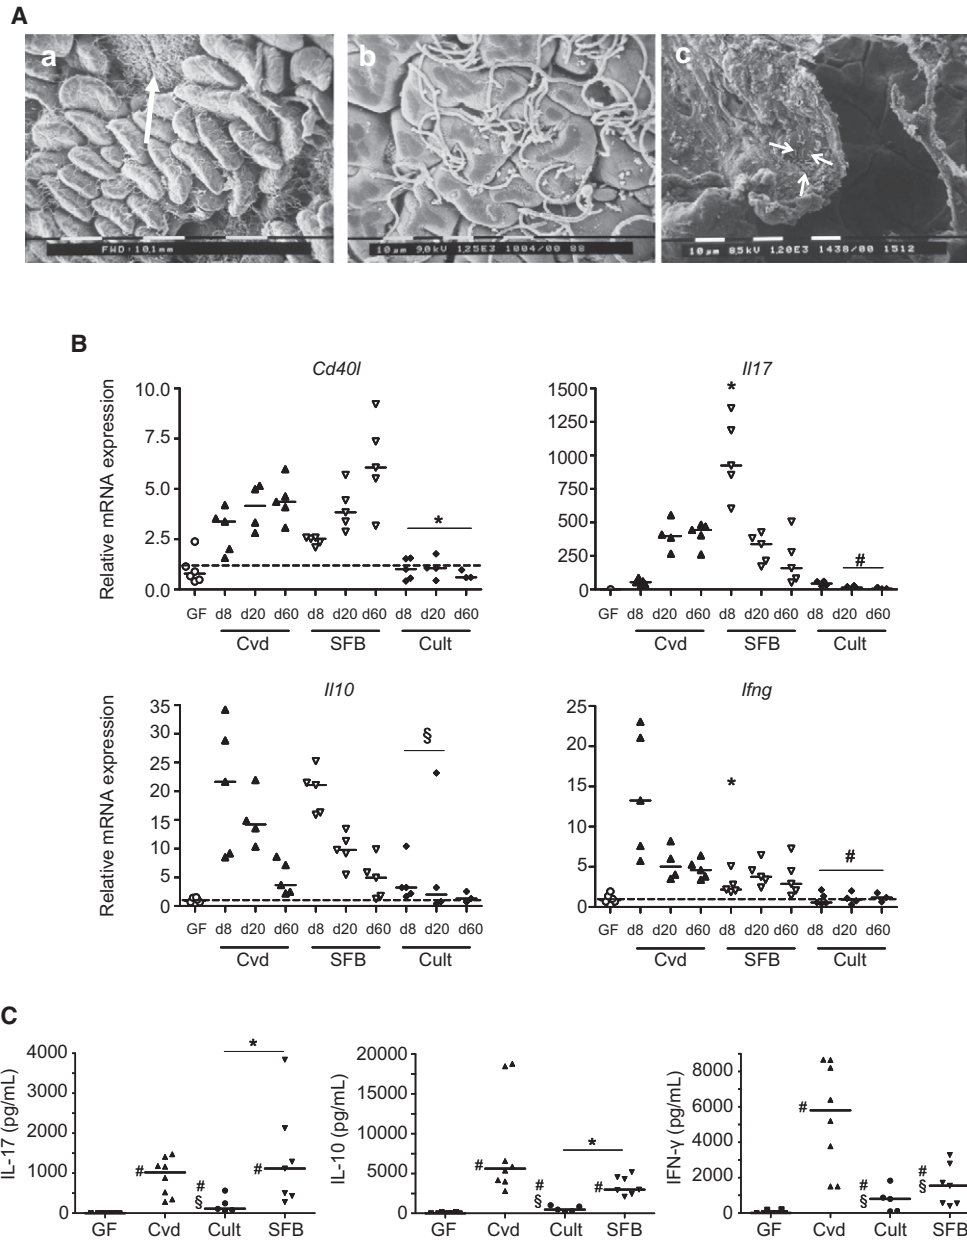 A
a b c
FWD:10.1mm
10µm 9.0kV 1.25E3 1004/00 88
10µm 8.5kV 1.20E3 1438/00 1512
B
Cd40l
Relative mRNA expression
10.0
7.5
5.0
2.5
0.0
*
GF d8 d20 d60 d8 d20 d60 d8 d20 d60
Cvd SFB Cult
Il17
1500
1250
1000
750
500
250
0
*
#
GF d8 d20 d60 d8 d20 d60 d8 d20 d60
Cvd SFB Cult
Il10
Relative mRNA expression
35
30
25
20
15
10
5
0
§
GF d8 d20 d60 d8 d20 d60 d8 d20 d60
Cvd SFB Cult
Ifng
25
20
15
10
5
0
*
#
GF d8 d20 d60 d8 d20 d60 d8 d20 d60
Cvd SFB Cult
C
IL-17 (pg/mL)
4000
3000
2000
1000
0
*
# # § #
GF Cvd Cult SFB
IL-10 (pg/mL)
20000
15000
10000
5000
0
*
# # § #
GF Cvd Cult SFB
IFN-γ (pg/mL)
8000
6000
4000
2000
0
# # § # §
GF Cvd Cult SFB